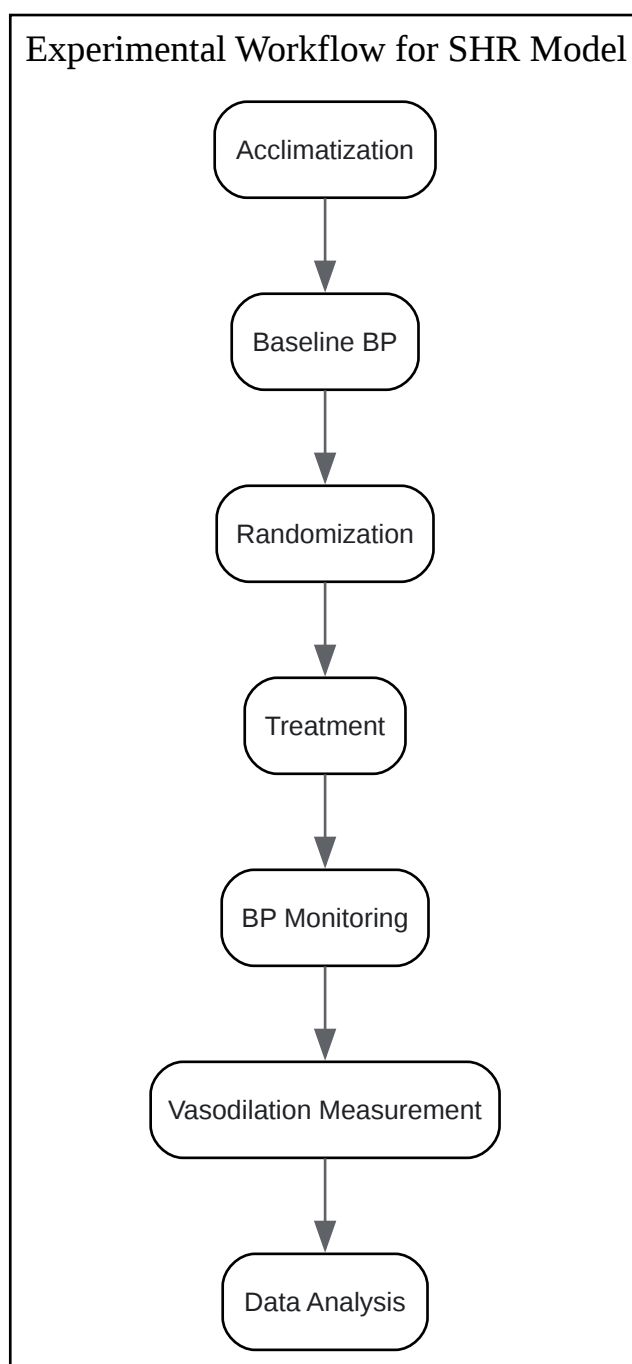 Experimental Workflow for SHR Model
Acclimatization
Baseline BP
Randomization
Treatment
BP Monitoring
Vasodilation Measurement
Data Analysis